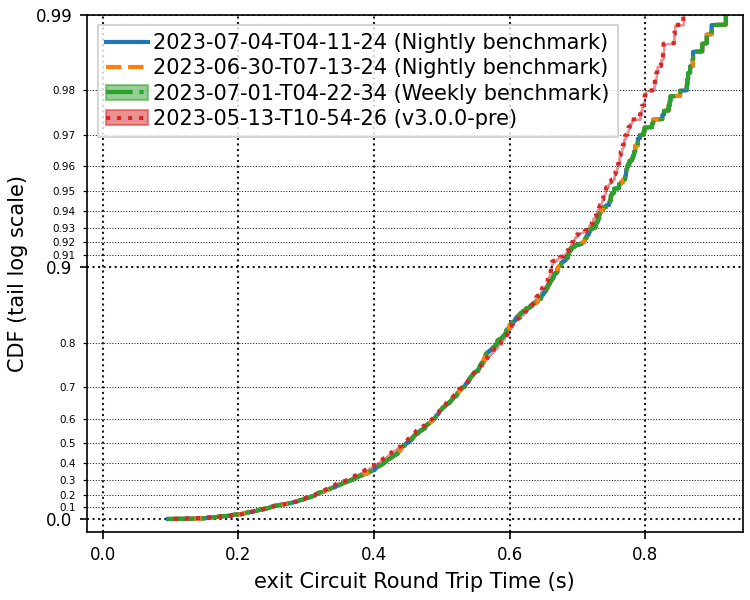 0.99
2023-07-04-T04-11-24 (Nightly benchmark)
2023-06-30-T07-13-24 (Nightly benchmark)
2023-07-01-T04-22-34 (Weekly benchmark)
2023-05-13-T10-54-26 (v3.0.0-pre)
0.98
0.97
0.96
0.95
0.94
0.93
0.92
0.91
0.9
0.8
0.7
0.6
0.5
0.4
0.3
0.2
0.1
0.0
CDF (tail log scale)
0.0 0.2 0.4 0.6 0.8
exit Circuit Round Trip Time (s)